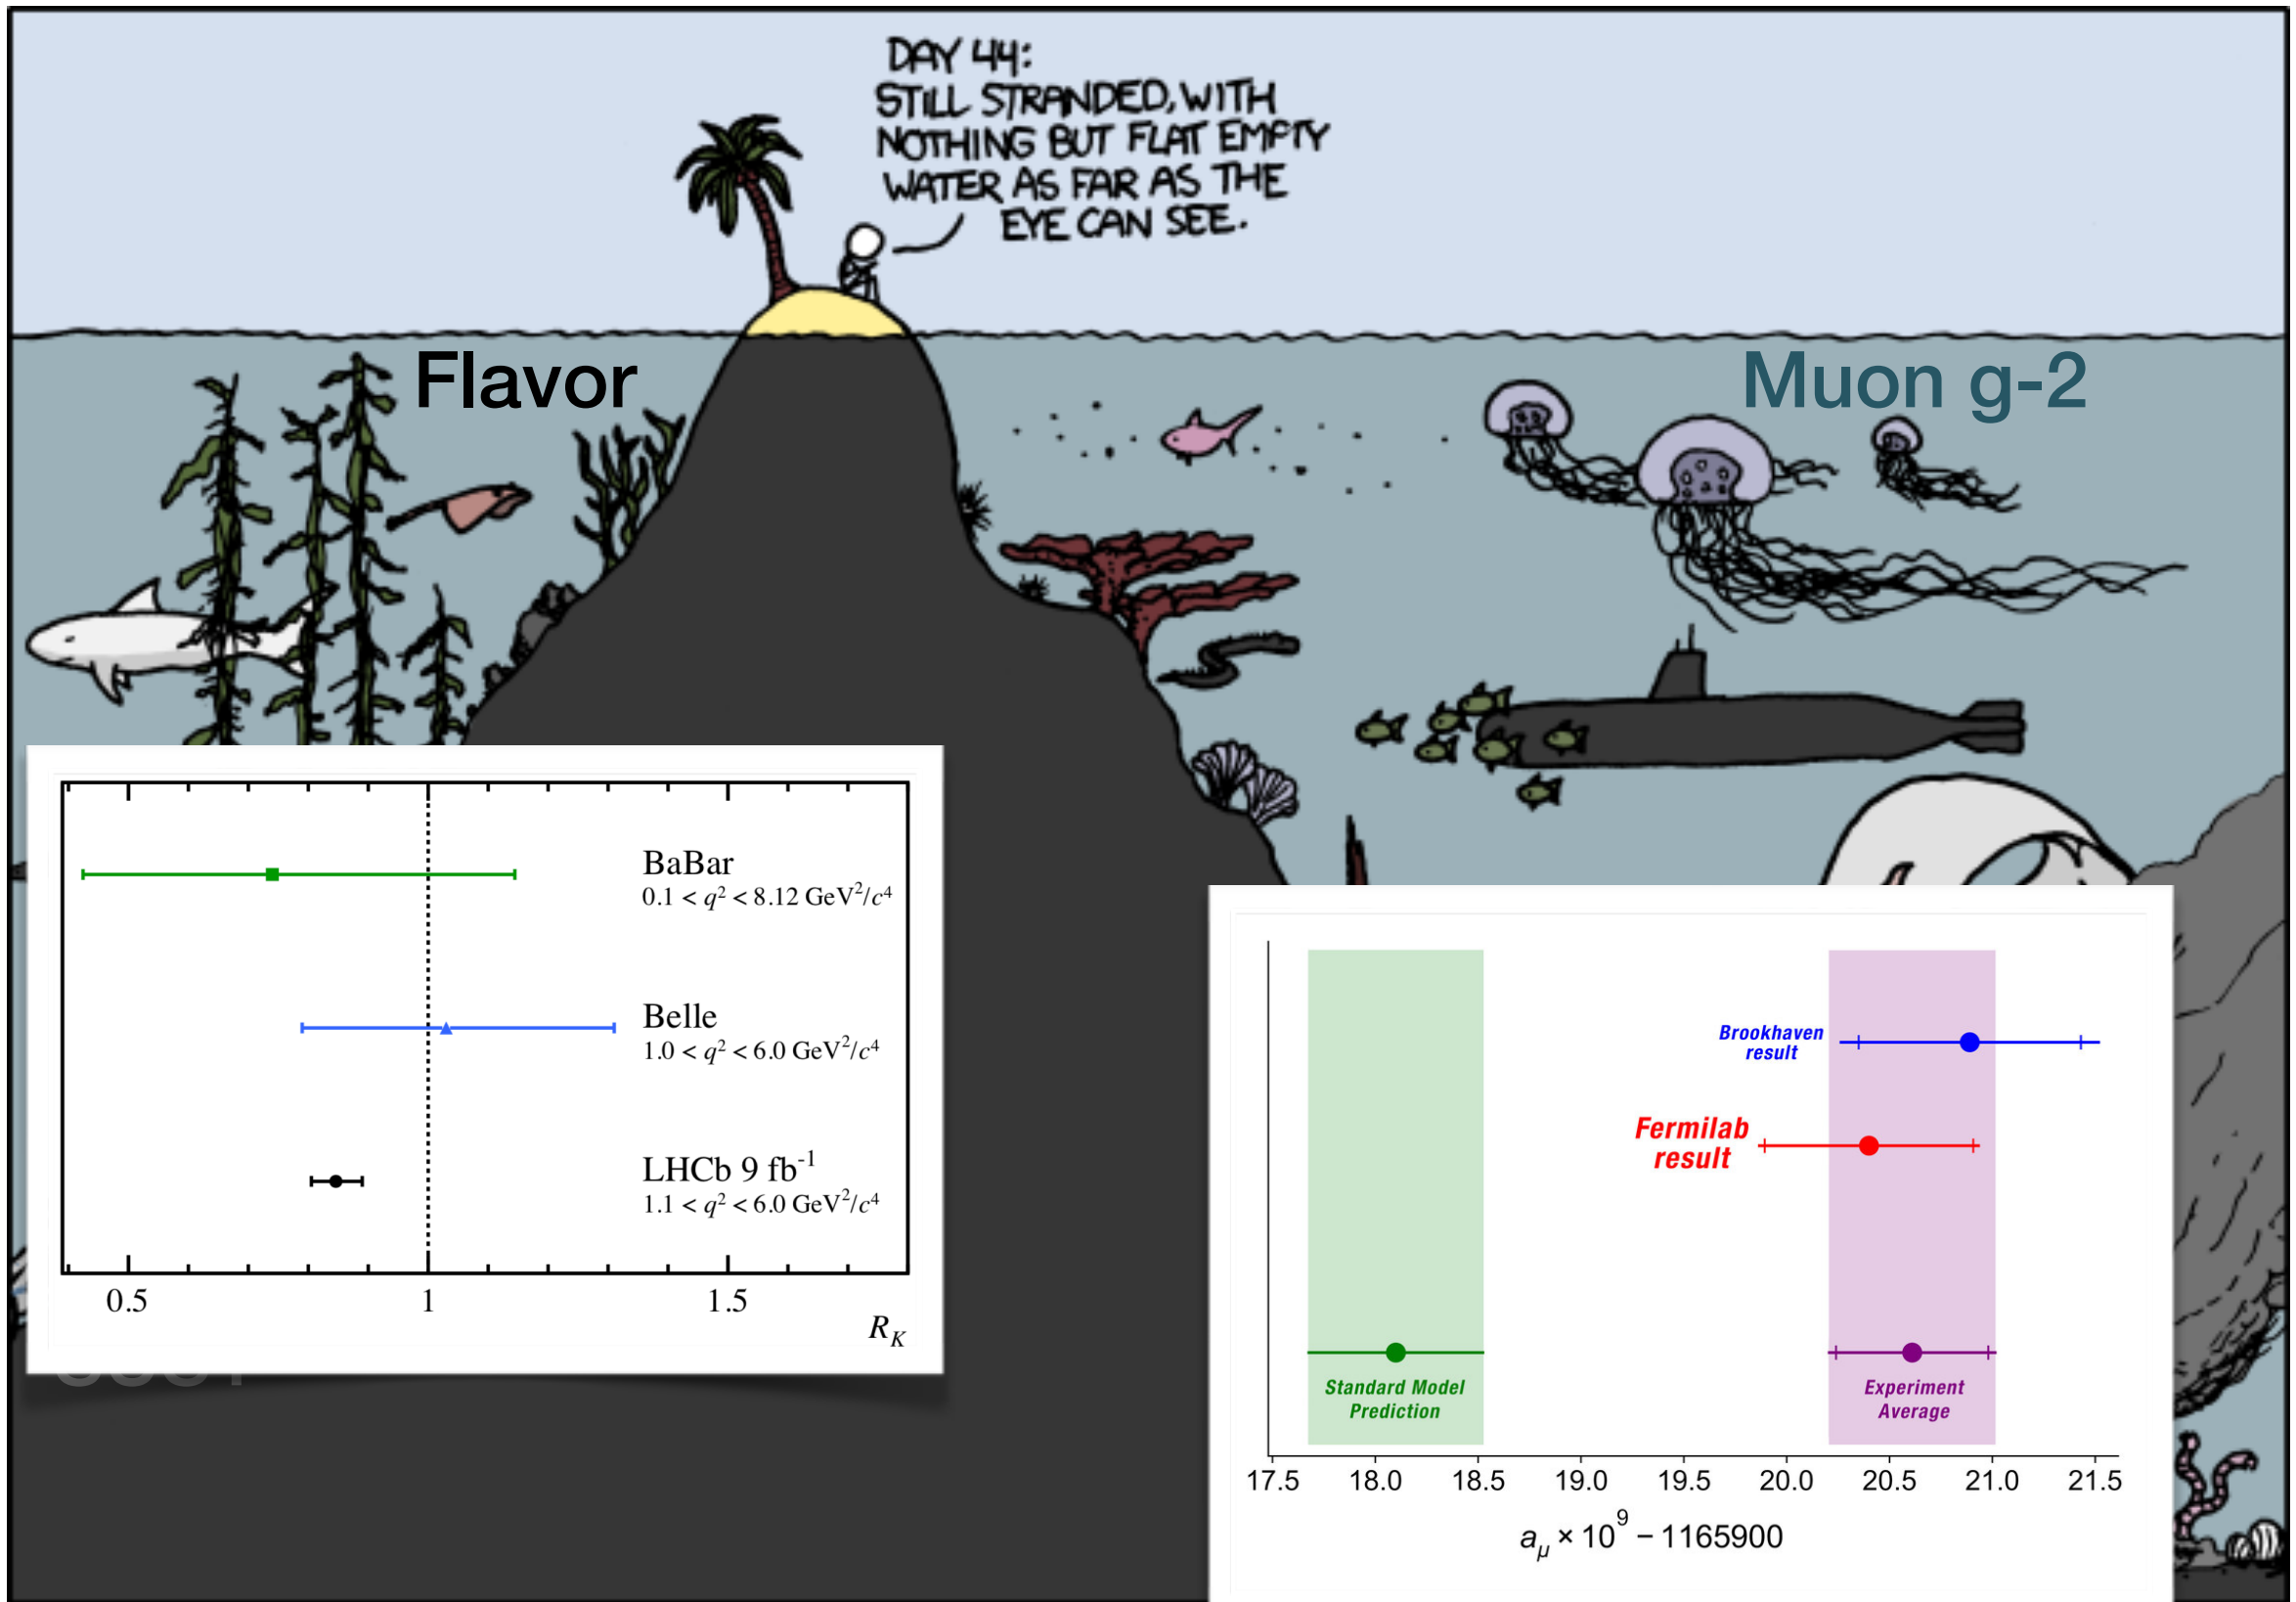 DAY 44:
STILL STRANDED, WITH
NOTHING BUT FLAT EMPTY
WATER AS FAR AS THE
EYE CAN SEE.
Flavor
Muon g-2
BaBar
0.1 < q² < 8.12 GeV²/c⁴
Belle
1.0 < q² < 6.0 GeV²/c⁴
LHCb 9 fb⁻¹
1.1 < q² < 6.0 GeV²/c⁴
0.5 1 1.5
R_K
Brookhaven
result
Fermilab
result
Standard Model
Prediction
Experiment
Average
17.5 18.0 18.5 19.0 19.5 20.0 20.5 21.0 21.5
a_μ × 10⁹ − 1165900